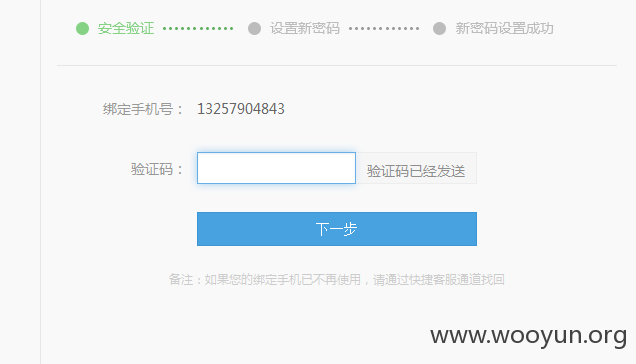 安全验证 设置新密码 新密码设置成功
绑定手机号： 13257904843
验证码： 验证码已经发送
下一步
备注：如果您的绑定手机已不再使用，请通过快捷客服通道找回
www.wooyun.org